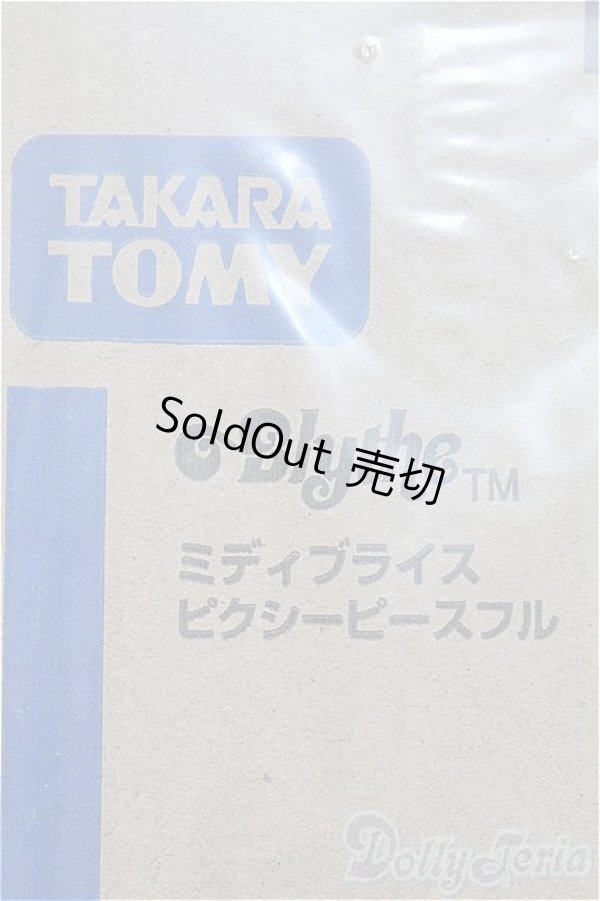 TAKARA
TOMY
Blythe TM
SoldOut 売切
ミディブライス
ピクシーピースフル
Dolly Teria